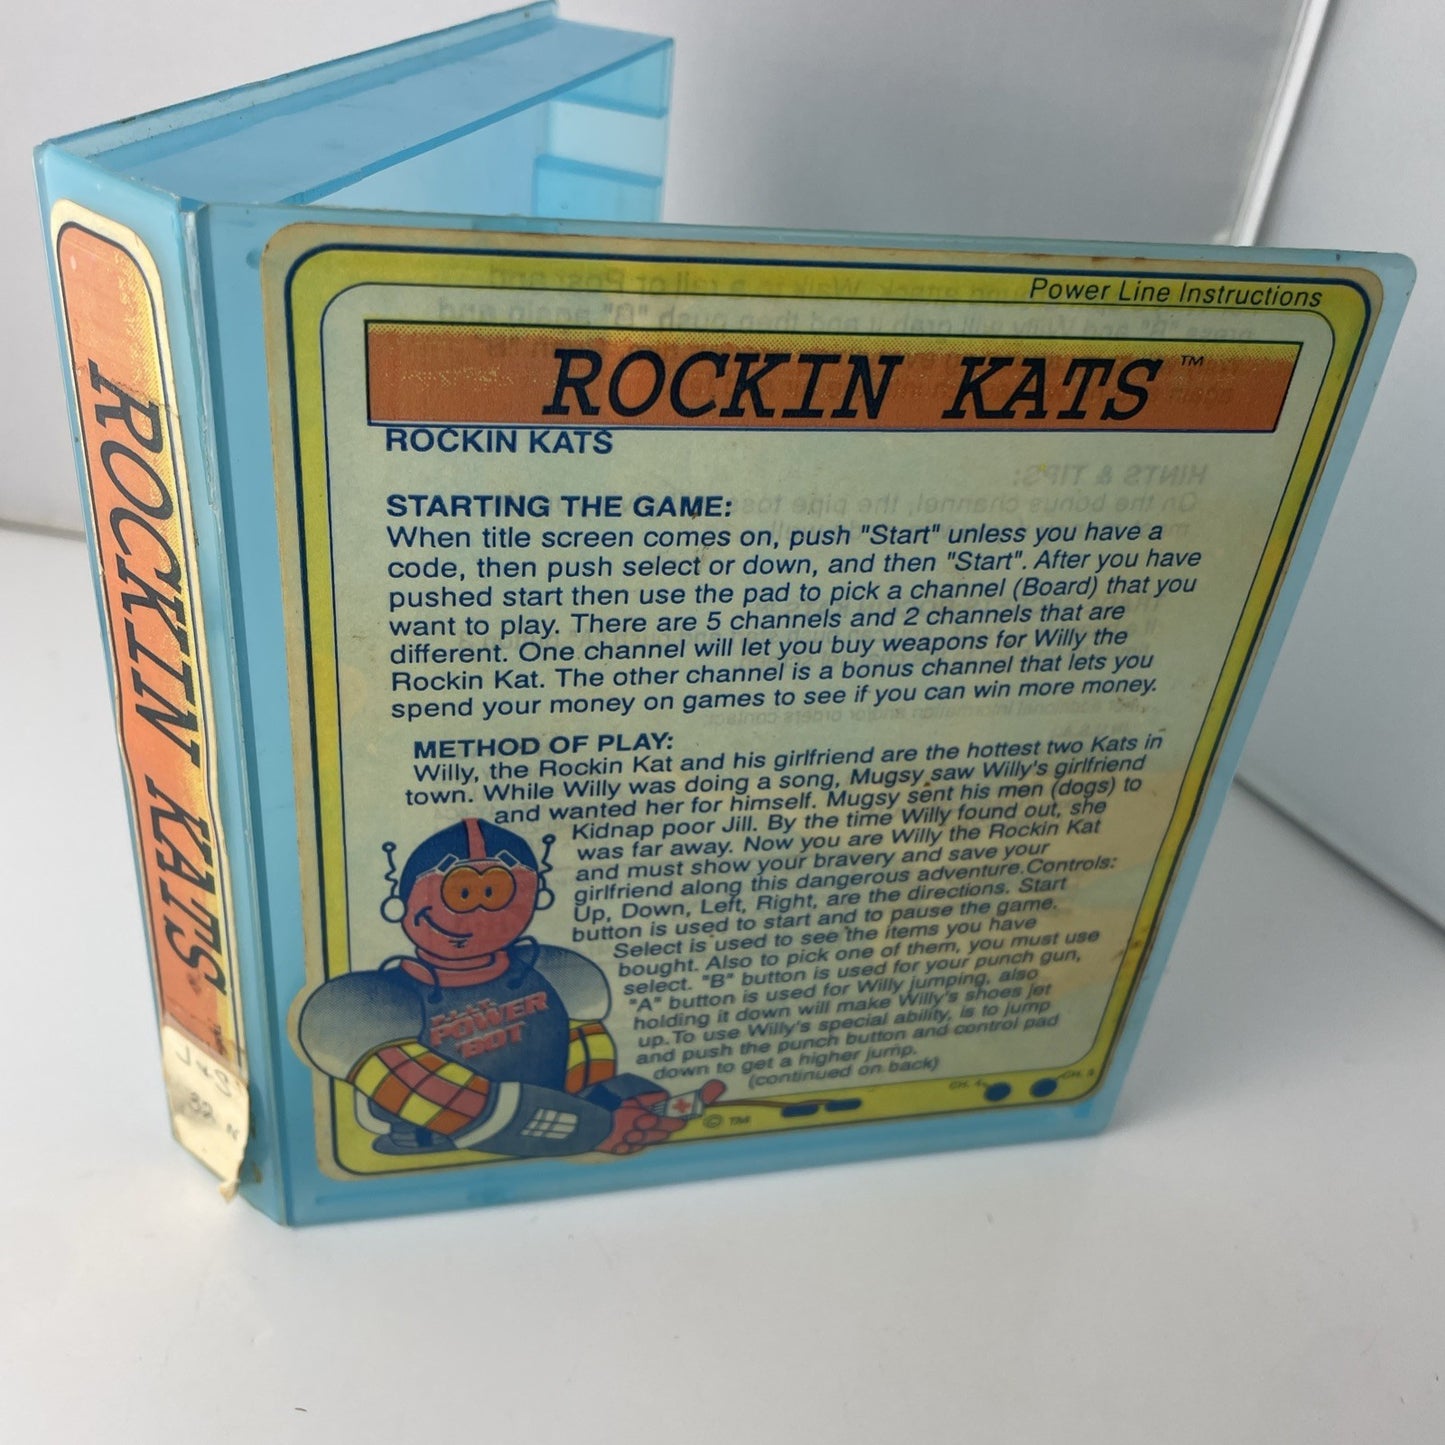 Power Line Instructions
ROCKIN KATS™
ROCKIN KATS
STARTING THE GAME:
When title screen comes on, push "Start" unless you have a
code, then push select or down, and then "Start". After you have
pushed start then use the pad to pick a channel (Board) that you
want to play. There are 5 channels and 2 channels that are
different. One channel will let you buy weapons for Willy the
Rockin Kat. The other channel is a bonus channel that lets you
spend your money on games to see if you can win more money.
METHOD OF PLAY:
Willy, the Rockin Kat and his girlfriend are the hottest two Kats in
town. While Willy was doing a song, Mugsy saw Willy's girlfriend
and wanted her for himself. Mugsy sent his men (dogs) to
Kidnap poor Jill. By the time Willy found out, she
was far away. Now you are Willy the Rockin Kat
and must show your bravery and save your
girlfriend along this dangerous adventure.Controls:
Up, Down, Left, Right, are the directions. Start
button is used to start and to pause the game.
Select is used to see the items you have
bought. Also to pick one of them, you must use
select. "B" button is used for your punch gun,
"A" button is used for Willy jumping, also
holding it down will make Willy's shoes jet
up.To use Willy's special ability, is to jump
and push the punch button and control pad
down to get a higher jump.
(continued on back)
POWER
BOT
© TM
CH. 4
CH. 3
ROCKIN KATS
HINTS & TIPS: